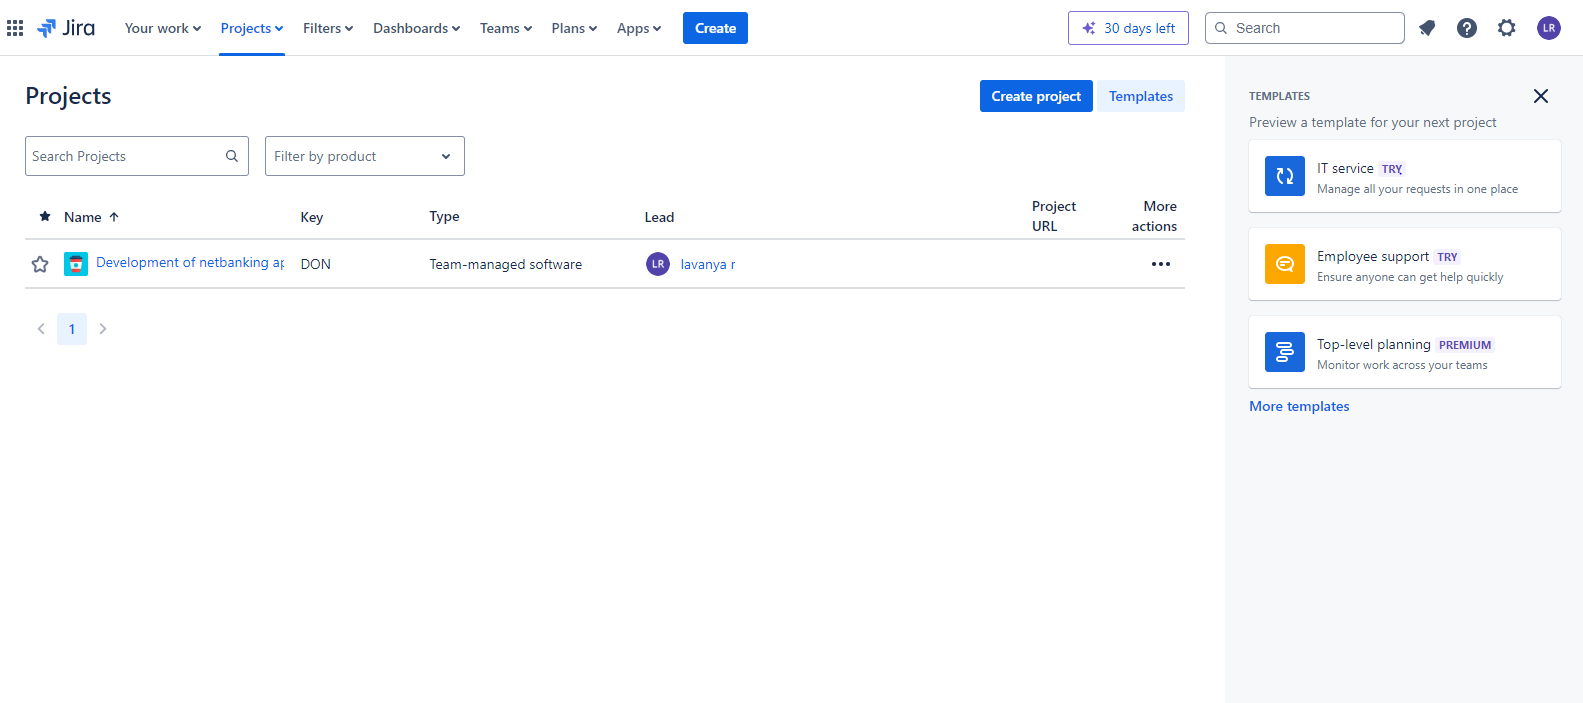 Jira
Your work
Projects
Filters
Dashboards
Teams
Plans
Apps
Create
30 days left
Search
LR
Projects
Create project
Templates
Search Projects
Filter by product
Name
Key
Type
Lead
Project URL
More actions
Development of netbanking ap
DON
Team-managed software
LR
lavanya r
1
TEMPLATES
Preview a template for your next project
IT service TRY
Manage all your requests in one place
Employee support TRY
Ensure anyone can get help quickly
Top-level planning PREMIUM
Monitor work across your teams
More templates